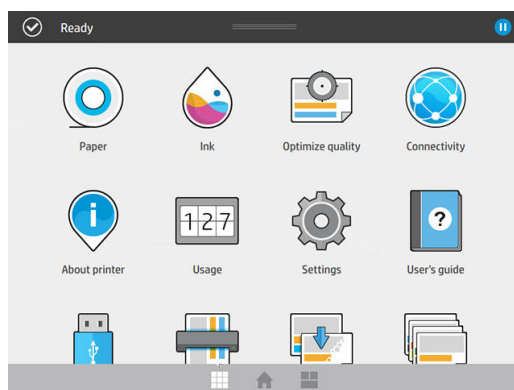 Ready
Paper
Ink
Optimize quality
Connectivity
i
About printer
127
Usage
Settings
?
User's guide